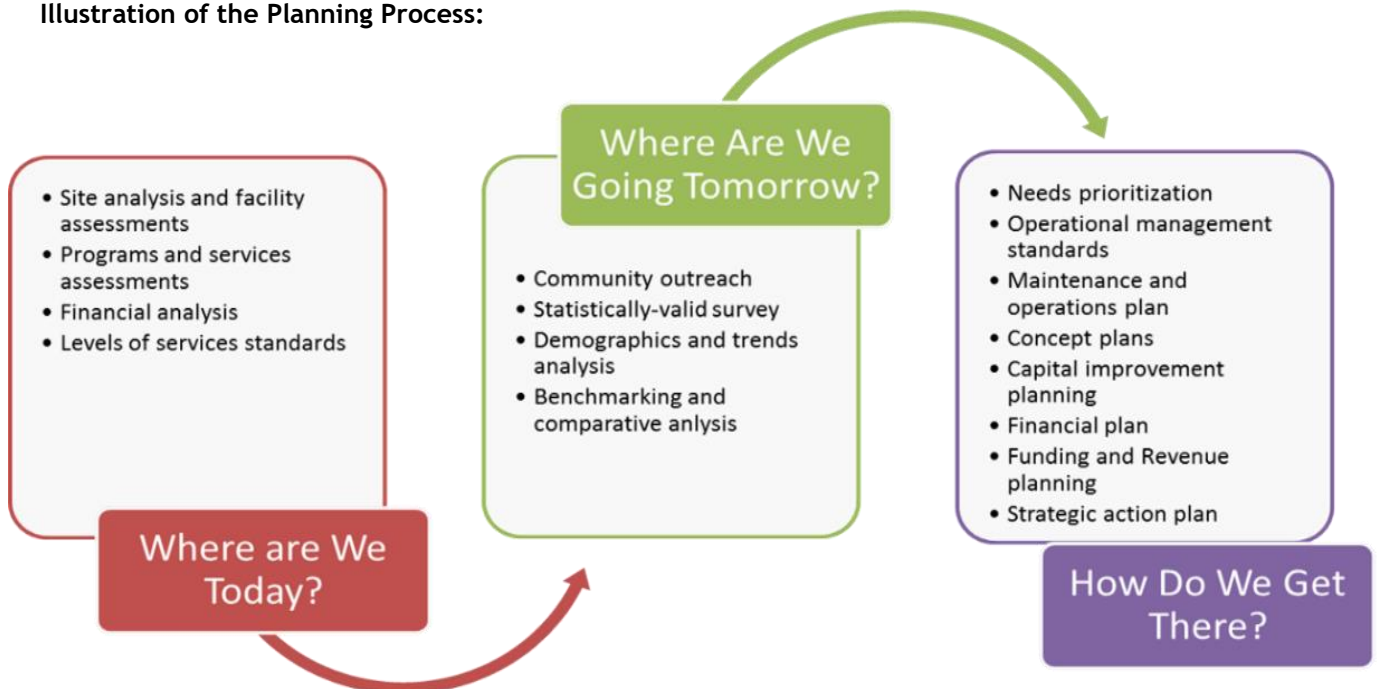 Illustration of the Planning Process:
• Site analysis and facility
assessments
• Programs and services
assessments
• Financial analysis
• Levels of services standards
Where are We
Today?
Where Are We
Going Tomorrow?
• Community outreach
• Statistically-valid survey
• Demographics and trends
analysis
• Benchmarking and
comparative anlysis
• Needs prioritization
• Operational management
standards
• Maintenance and
operations plan
• Concept plans
• Capital improvement
planning
• Financial plan
• Funding and Revenue
planning
• Strategic action plan
How Do We Get
There?